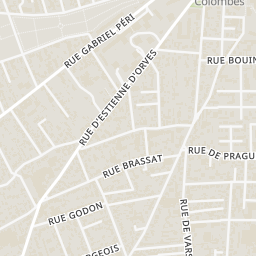 Colombes
RUE GABRIEL PÉRI
RUE D'ESTIENNE D'ORVES
RUE BOUIN
RUE DE PRAGU
RUE BRASSAT
RUE GODON
RUE DE VARS
RGEOIS